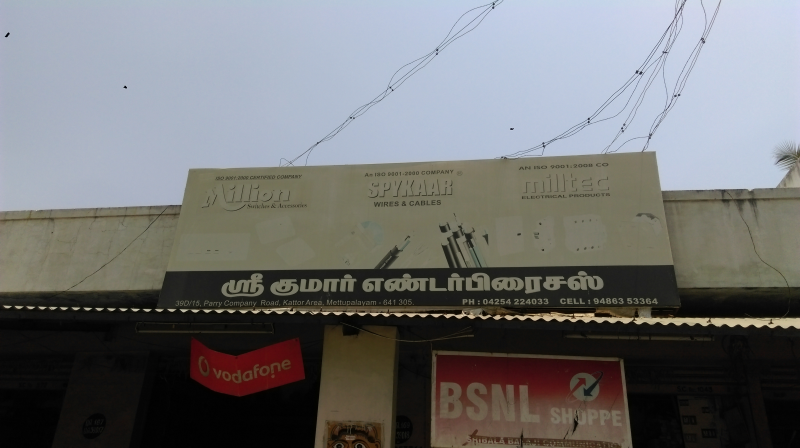 ISO 9001-2008 CERTIFIED COMPANY
Million
Switches & Accessories
AN ISO 9001-2000 COMPANY
SPYKAAR
WIRES & CABLES
AN ISO 9001-2008 CO
milltec
ELECTRICAL PRODUCTS
ஸ்ரீ குமார் எண்டர்பிரைசஸ்
39D/15, Parry Company Road, Kattor Area, Mettupalayam - 641 305.
PH : 04254 224033 CELL : 94863 53364
vodafone
BSNL SHOPPE